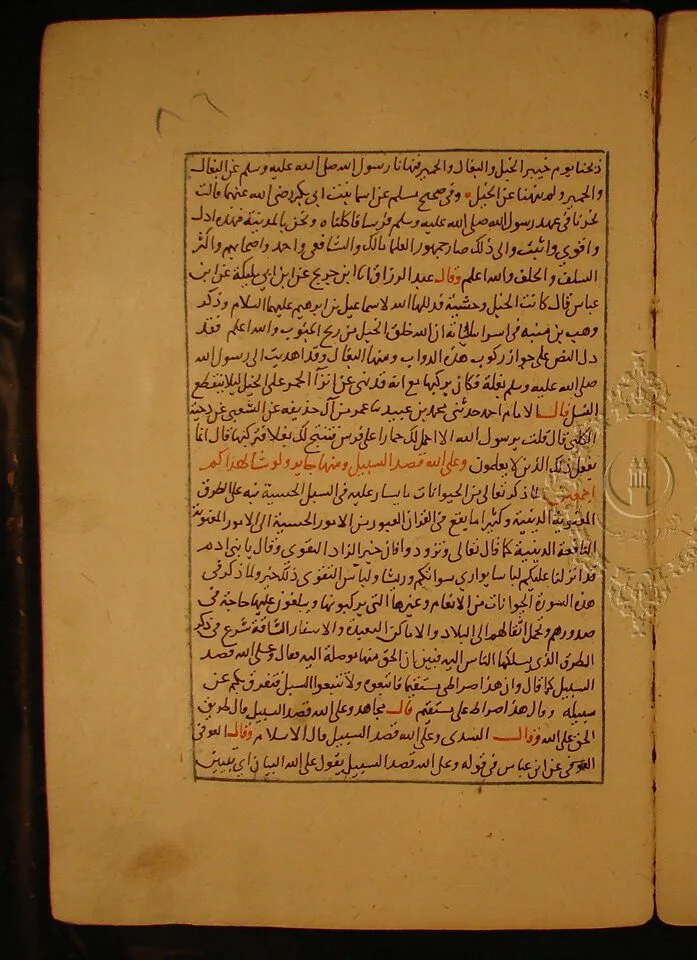 ذبحنا يوم خيبر الخيل والبغال والحمير فنهانا رسول الله صلى الله عليه وسلم عن البغال
والحمير ولم ينهنا عن الخيل وفي صحيح مسلم عن اسما بنت ابي بكر رضي الله عنهما قالت
نحرنا في عهد رسول الله صلى الله عليه وسلم فرسا فاكلناه ونحن بالمدينة فهذه ادل
واقوي واثبت والى ذلك صار جمهور العلما مالك والشافعي واحمد واصحابهم واكثر
السلف والخلف والله اعلم وقال عبد الرزاق انا ابن جريج عن ابن ابي مليكة عن ابن
عباس قال كانت الخيل وحشية فذللها الله لاسماعيل بن ابرهيم عليهما السلام وذكر
وهب بن منبه في اسرائيلياته ان الله خلق الخيل من ريح الجنوب والله اعلم فقد
دل النص على جواز ركوب هذه الدواب ومنها البغال وقد اهديت الى رسول الله
صلى الله عليه وسلم بغلة فكان يركبها مع انه قد نهى عن انزآ الحمر على الخيل ليلا ينقطع
النسل قال الامام احمد حدثني محمد بن عبيد ثنا عمر من آل حذيفة عن الشعبي عن دحية
الكلبي قال قلت يرسول الله الا احمل لك حمارا على فرس فتنتج لك بغلا فتركبها قال انما
يفعل ذلك الذين لا يعلمون وعلى الله قصد السبيل ومنها جاير ولو شا لهداكم
اجمعين لما ذكر تعالى من الحيوانات ما يسار عليه في السبل الحسية نبه على الطرق
المعنوية الدينية وكثيرا ما يقع في القران العبور من الامور الحسية الى الامور المعنوية
النافعة الدينية كما قال تعالى وتزودوا فان خير الزاد التقوى وقال يا بني ادم
قد انزلنا عليكم لباسا يواري سواتكم وريشا ولباس التقوى ذلك خير ولما ذكر في
هذه السورة الحيوانات من الانعام وغيرها التي يركبونها ويبلغون عليها حاجة في
صدورهم وتحمل اثقالهم الى البلاد والاماكن البعيدة والاسفار الشاقة شرع في ذكر
الطرق الذي يسلكها الناس اليه فبين ان الحق منها موصلة اليه فقال وعلى الله قصد
السبيل كما قال وان هذا صراطي مستقيما فاتبعوه ولا تتبعوا السبل فتفرق بكم عن
سبيله وقال هذا صراط على مستقيم قال مجاهد وعلى الله قصد السبيل قال طريق
الحق على الله وقال السدى وعلى الله قصد السبيل قال الاسلام وقال العوفى
العوفى عن ابن عباس في قوله وعلى الله قصد السبيل يقول على الله البيان اي تبيين